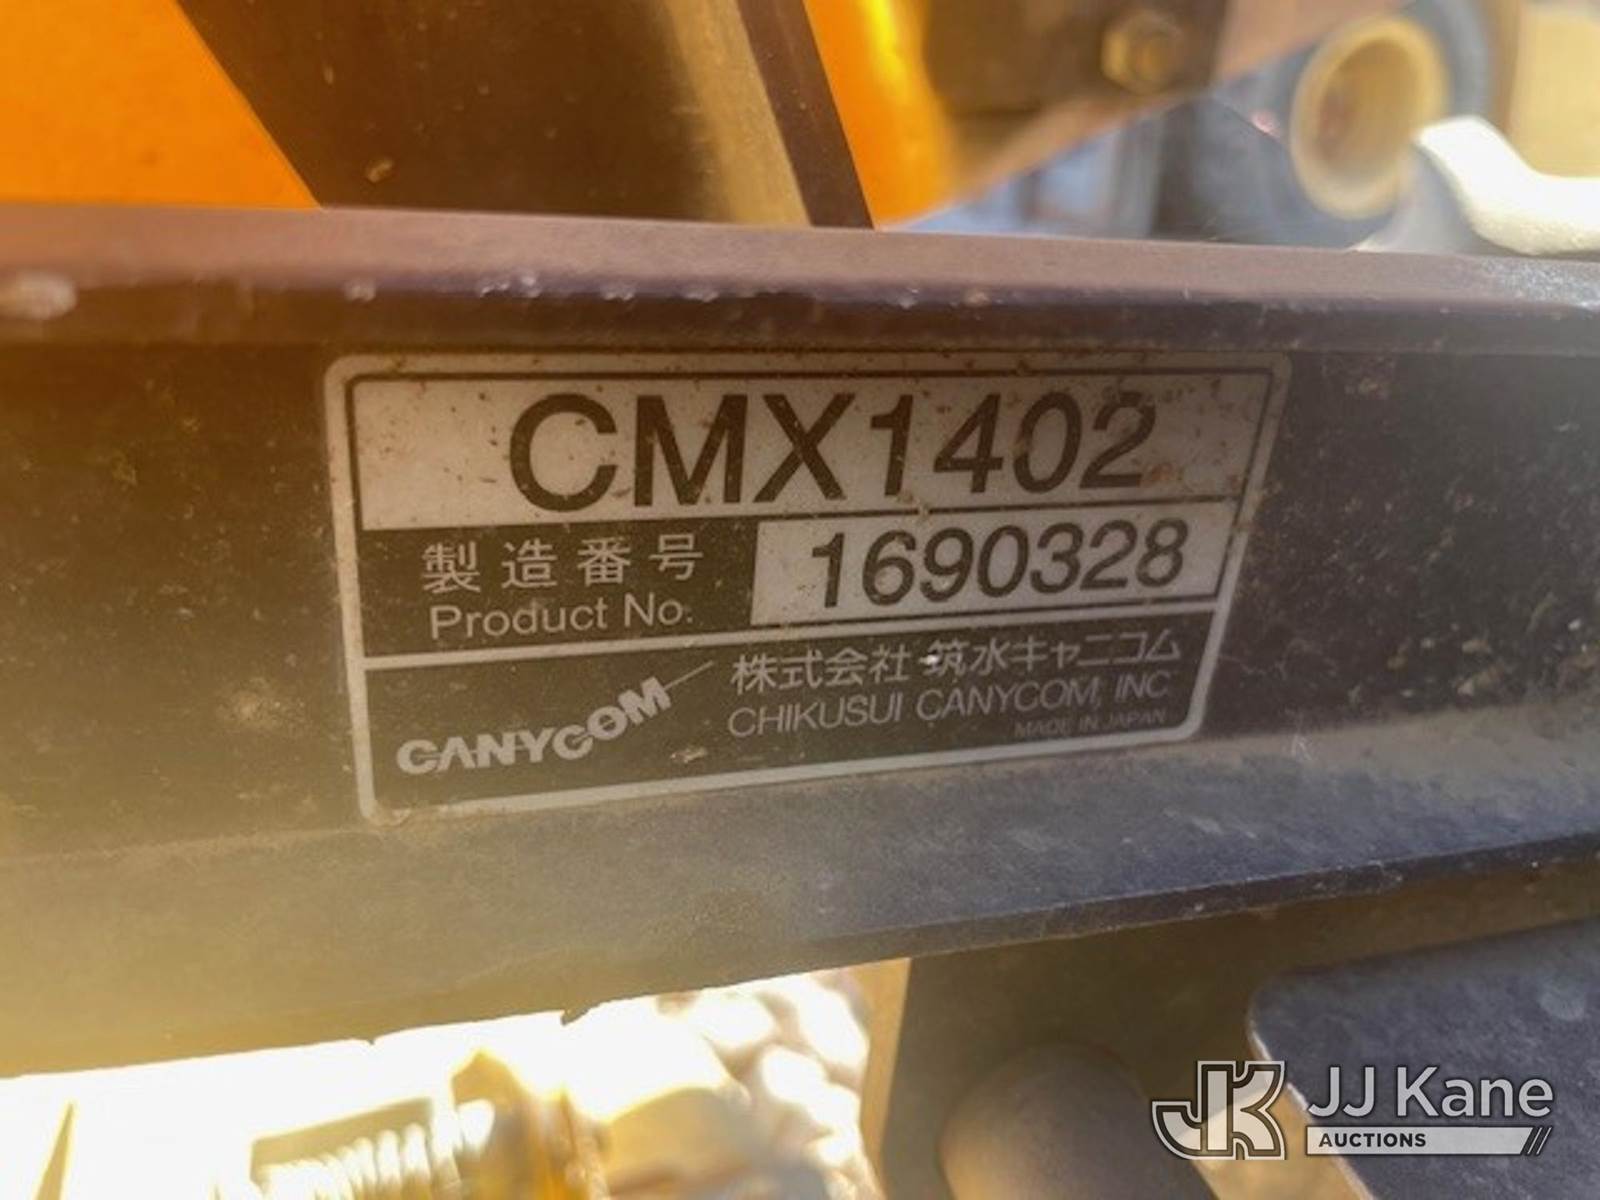 CMX1402
製造番号
Product No.
1690328
CANYCOM
株式会社 筑水キャニコム
CHIKUSUI CANYCOM, INC
MADE IN JAPAN
JK JJ Kane
AUCTIONS